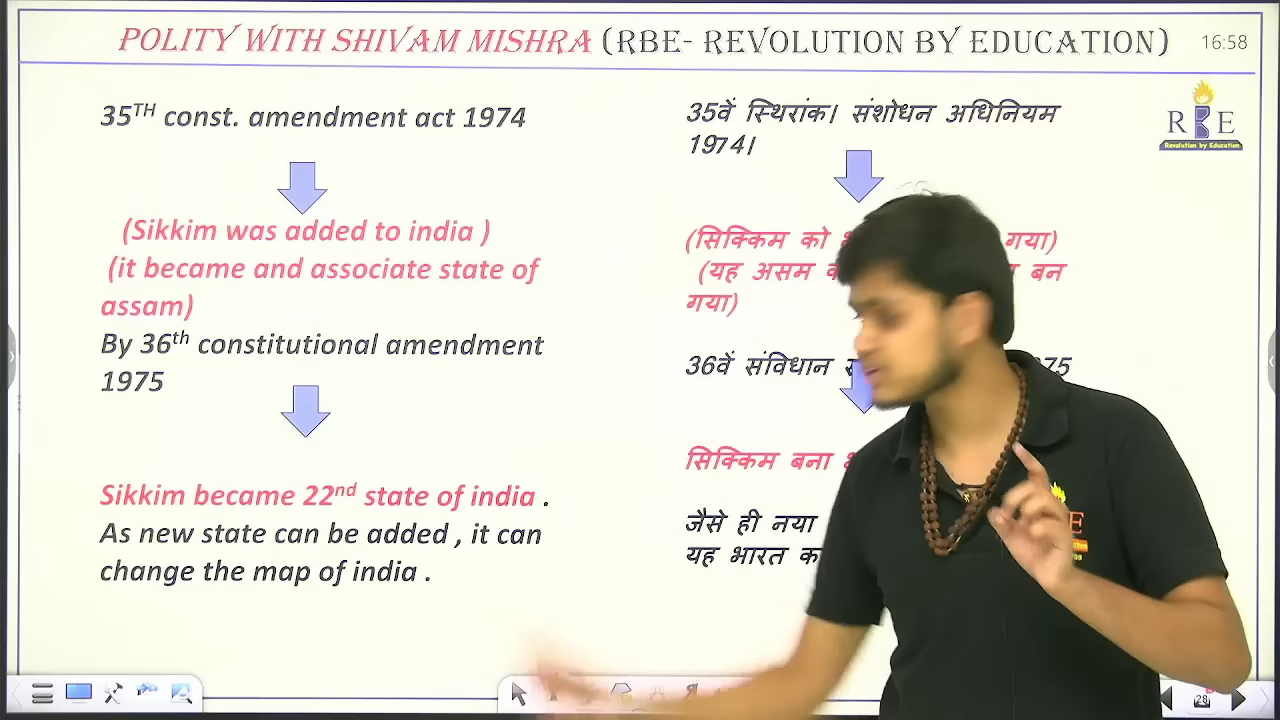 POLITY WITH SHIVAM MISHRA (RBE- REVOLUTION BY EDUCATION)
16:58
35TH const. amendment act 1974
(Sikkim was added to india )
(it became and associate state of
assam)
By 36th constitutional amendment
1975
Sikkim became 22nd state of india .
As new state can be added , it can
change the map of india .
35वें स्थिरांक। संशोधन अधिनियम
1974।
(सिक्किम को गया)
(यह असम बन
गया)
36वें संविधान
सिक्किम बना
जैसे ही नया
यह भारत
R B E
Revolution by Education
28